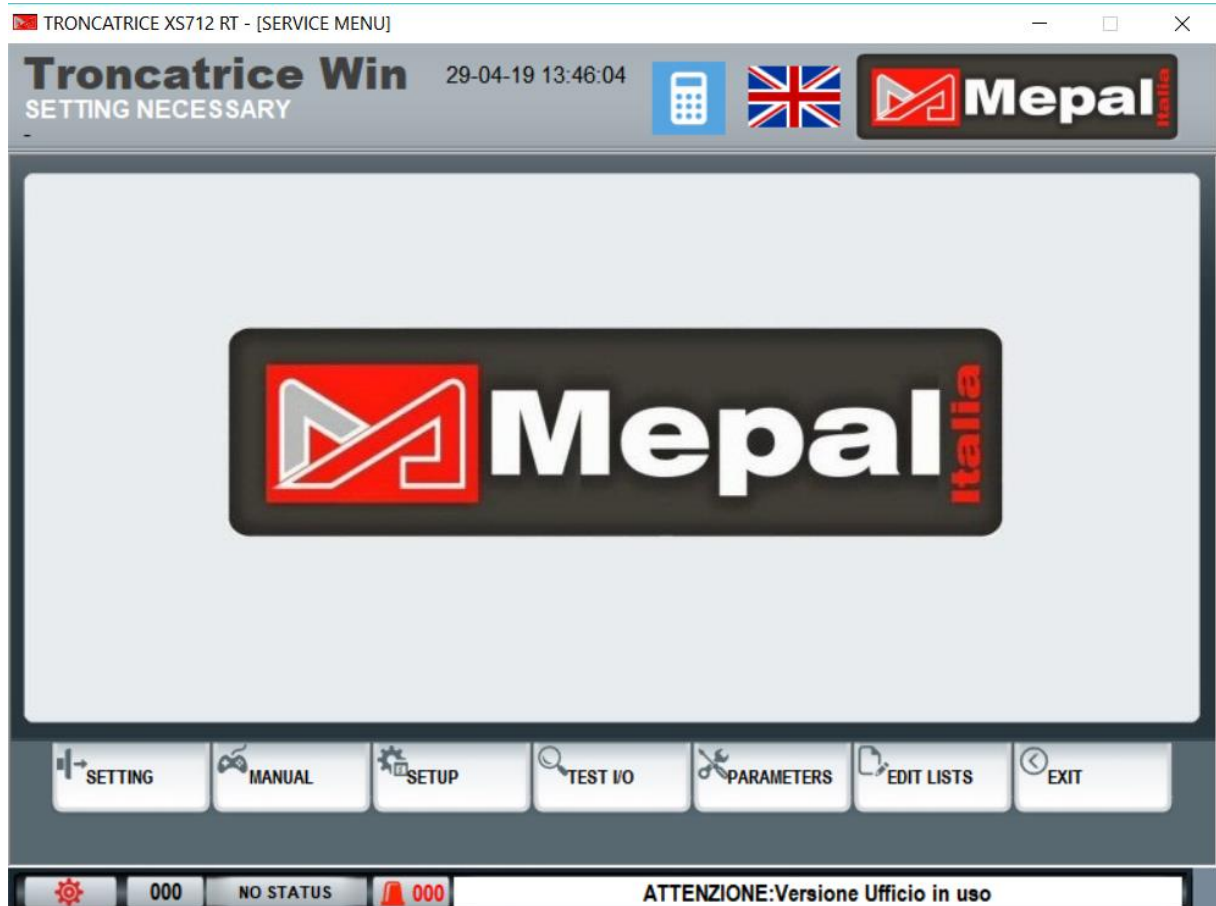 TRONCATRICE XS712 RT - [SERVICE MENU]
Troncatrice Win
29-04-19 13:46:04
SETTING NECESSARY
-
Mepal Italia
Mepal Italia
SETTING
MANUAL
SETUP
TEST I/O
PARAMETERS
EDIT LISTS
EXIT
000
NO STATUS
000
ATTENZIONE:Versione Ufficio in uso